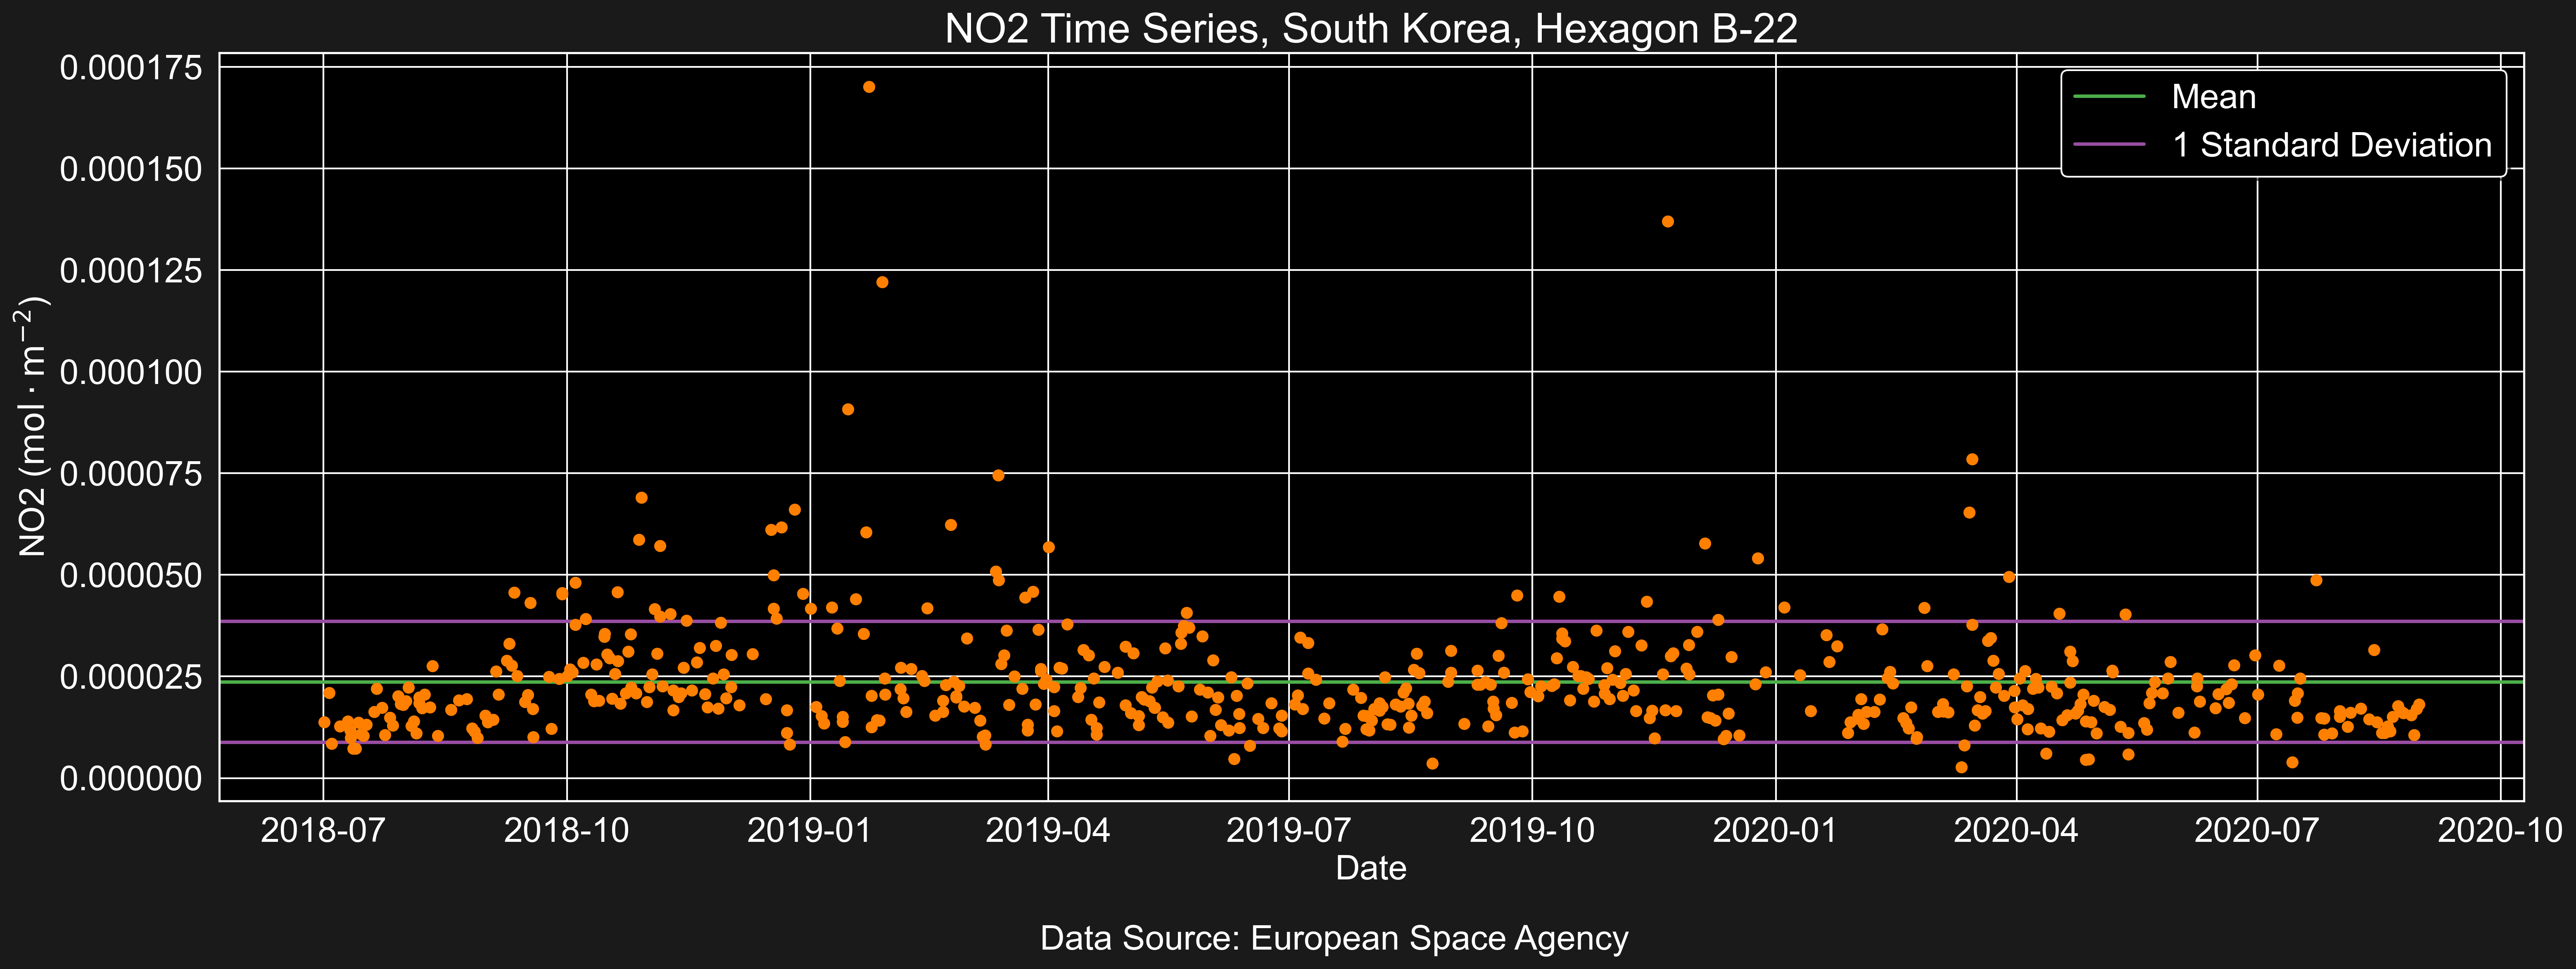 NO2 Time Series, South Korea, Hexagon B-22
0.000175
0.000150
0.000125
0.000100
0.000075
0.000050
0.000025
0.000000
NO2 (mol · m⁻²)
Mean
1 Standard Deviation
2018-07 2018-10 2019-01 2019-04 2019-07 2019-10 2020-01 2020-04 2020-07 2020-10
Date
Data Source: European Space Agency